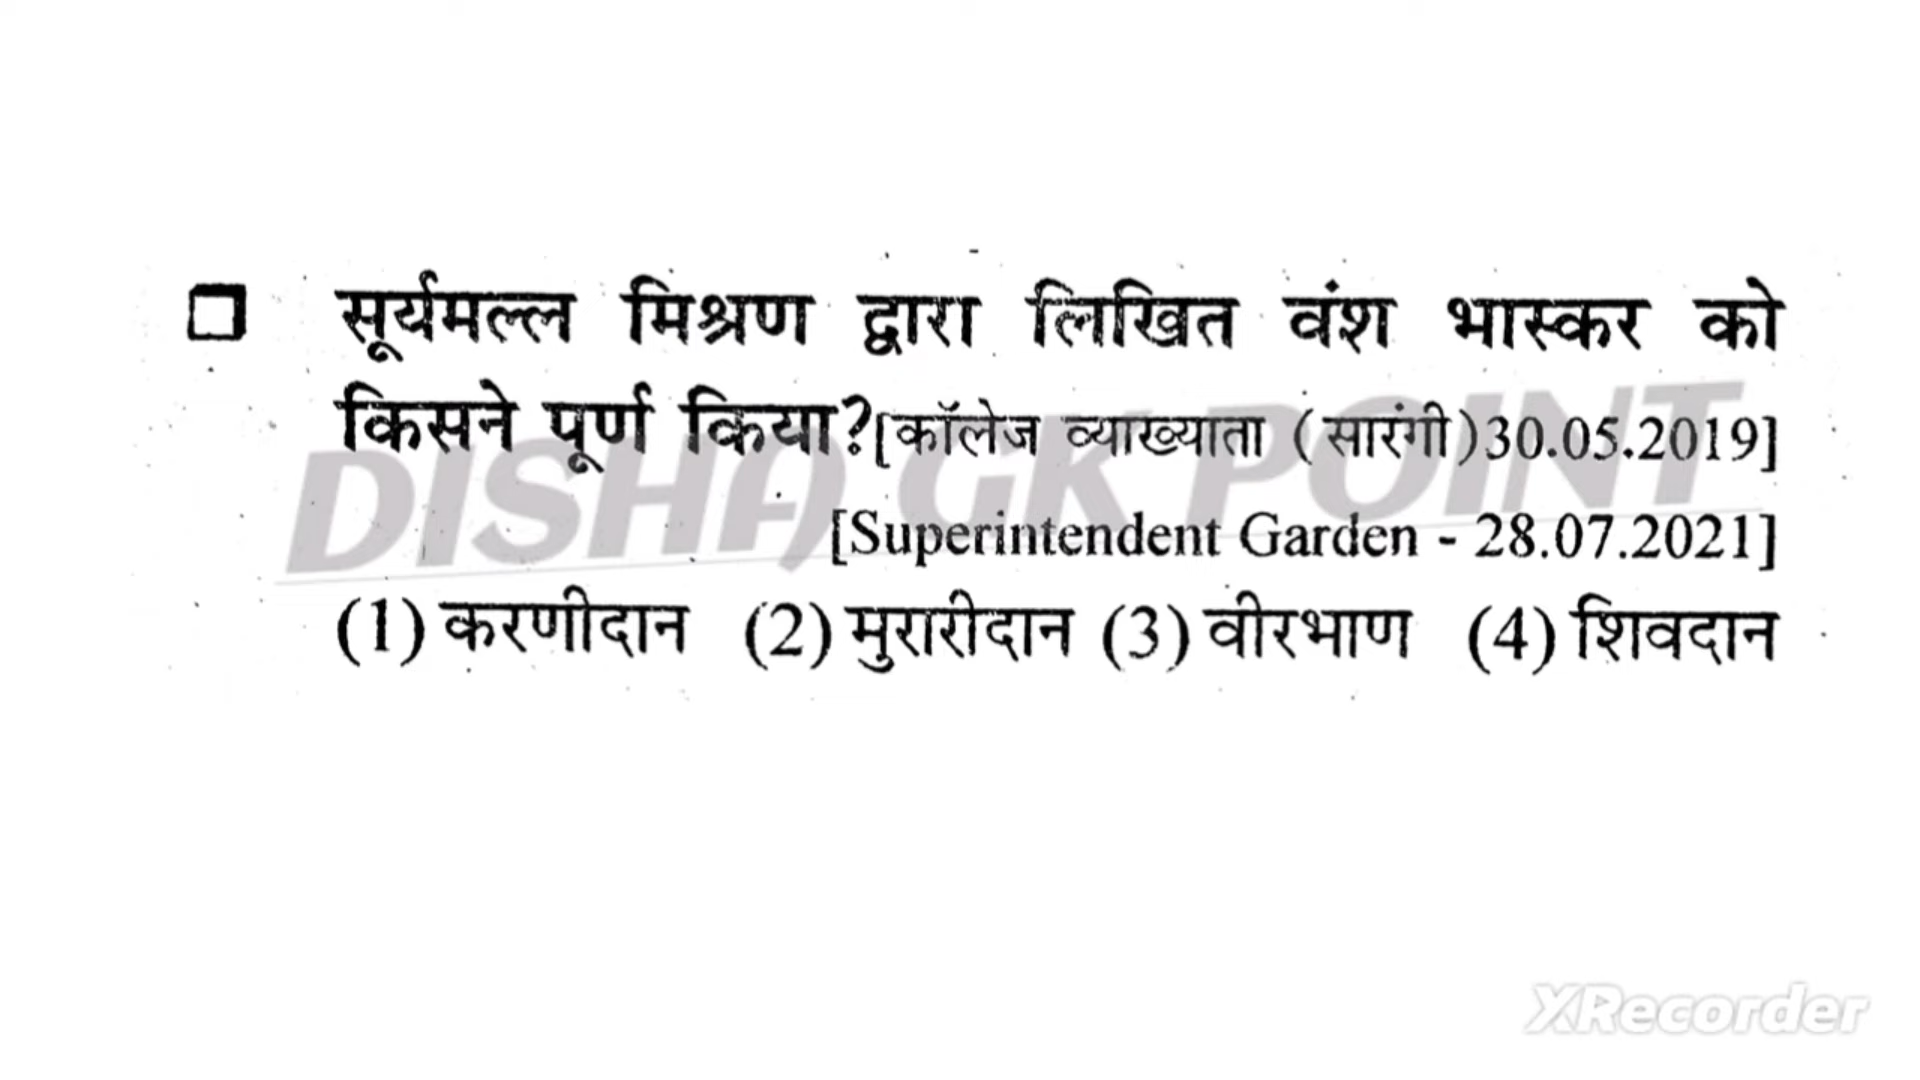 □ सूर्यमल्ल मिश्रण द्वारा लिखित वंश भास्कर को
किसने पूर्ण किया?[कॉलेज व्याख्याता (सारंगी)30.05.2019]
DISHA GK POINT
[Superintendent Garden - 28.07.2021]
(1) करणीदान (2) मुरारीदान (3) वीरभाण (4) शिवदान
XRecorder